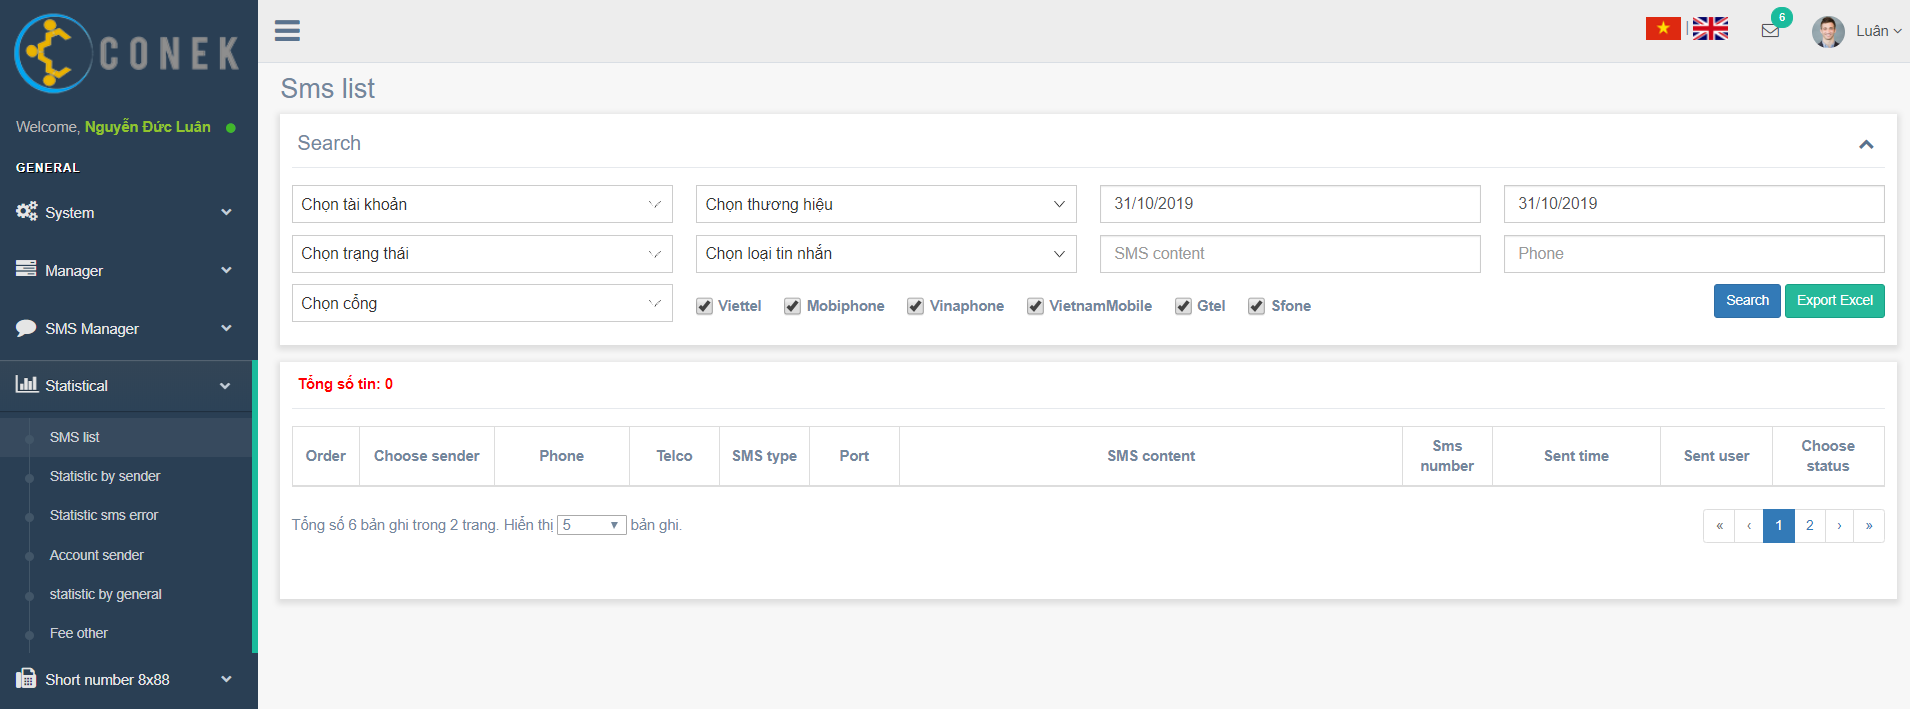 CONEK
6
Luân
Welcome, Nguyễn Đức Luân
GENERAL
System
Manager
SMS Manager
Statistical
SMS list
Statistic by sender
Statistic sms error
Account sender
statistic by general
Fee other
Short number 8x88
Sms list
Search
Chọn tài khoản
Chọn thương hiệu
31/10/2019
31/10/2019
Chọn trạng thái
Chọn loại tin nhắn
SMS content
Phone
Chọn cổng
Viettel
Mobiphone
Vinaphone
VietnamMobile
Gtel
Sfone
Search
Export Excel
Tổng số tin: 0
Order
Choose sender
Phone
Telco
SMS type
Port
SMS content
Sms
number
Sent time
Sent user
Choose
status
Tổng số 6 bản ghi trong 2 trang. Hiển thị 5 bản ghi.
« ‹ 1 2 › »